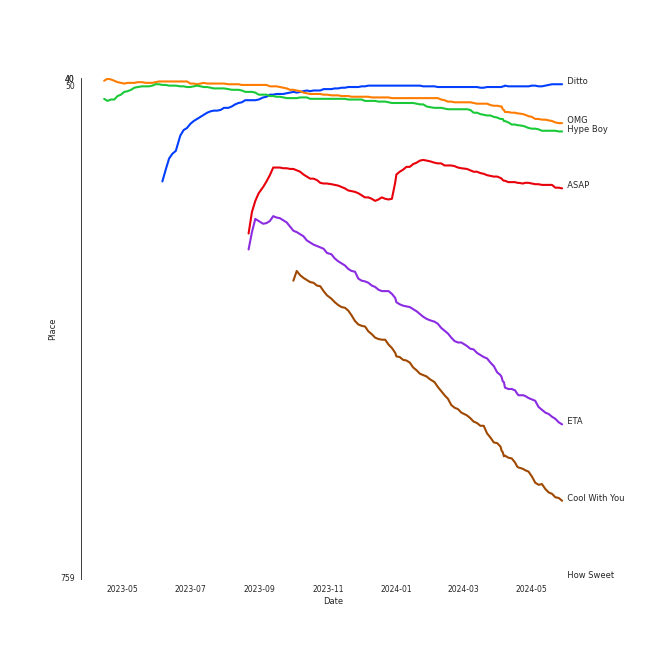 40
50
Ditto
OMG
Hype Boy
ASAP
Place
ETA
Cool With You
How Sweet
759
2023-05 2023-07 2023-09 2023-11 2024-01 2024-03 2024-05
Date